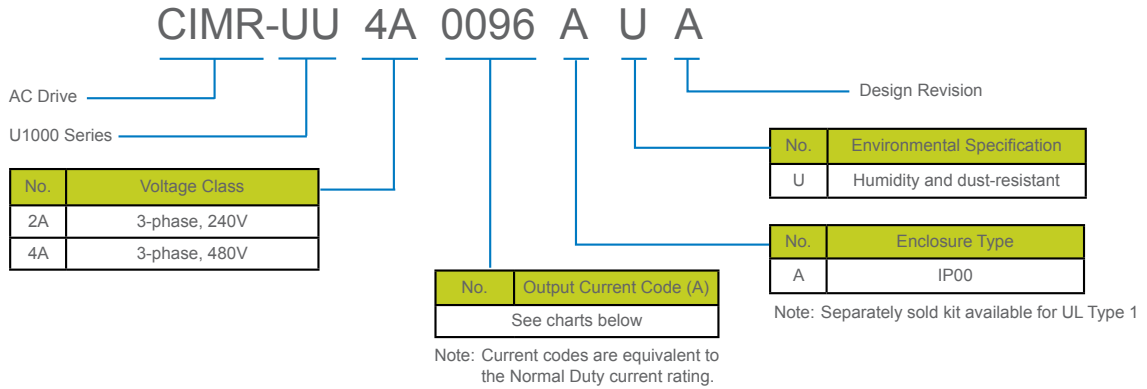 CIMR-UU 4A 0096 A U A
AC Drive
Design Revision
U1000 Series
No. Environmental Specification
U Humidity and dust-resistant
No. Voltage Class
2A 3-phase, 240V
4A 3-phase, 480V
No. Enclosure Type
A IP00
Note: Separately sold kit available for UL Type 1
No. Output Current Code (A)
See charts below
Note: Current codes are equivalent to
the Normal Duty current rating.